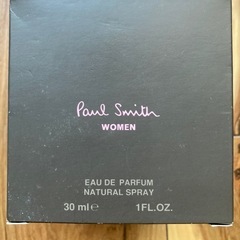 Paul Smith
WOMEN
EAU DE PARFUM
NATURAL SPRAY
30 ml℮ 1FL.OZ.